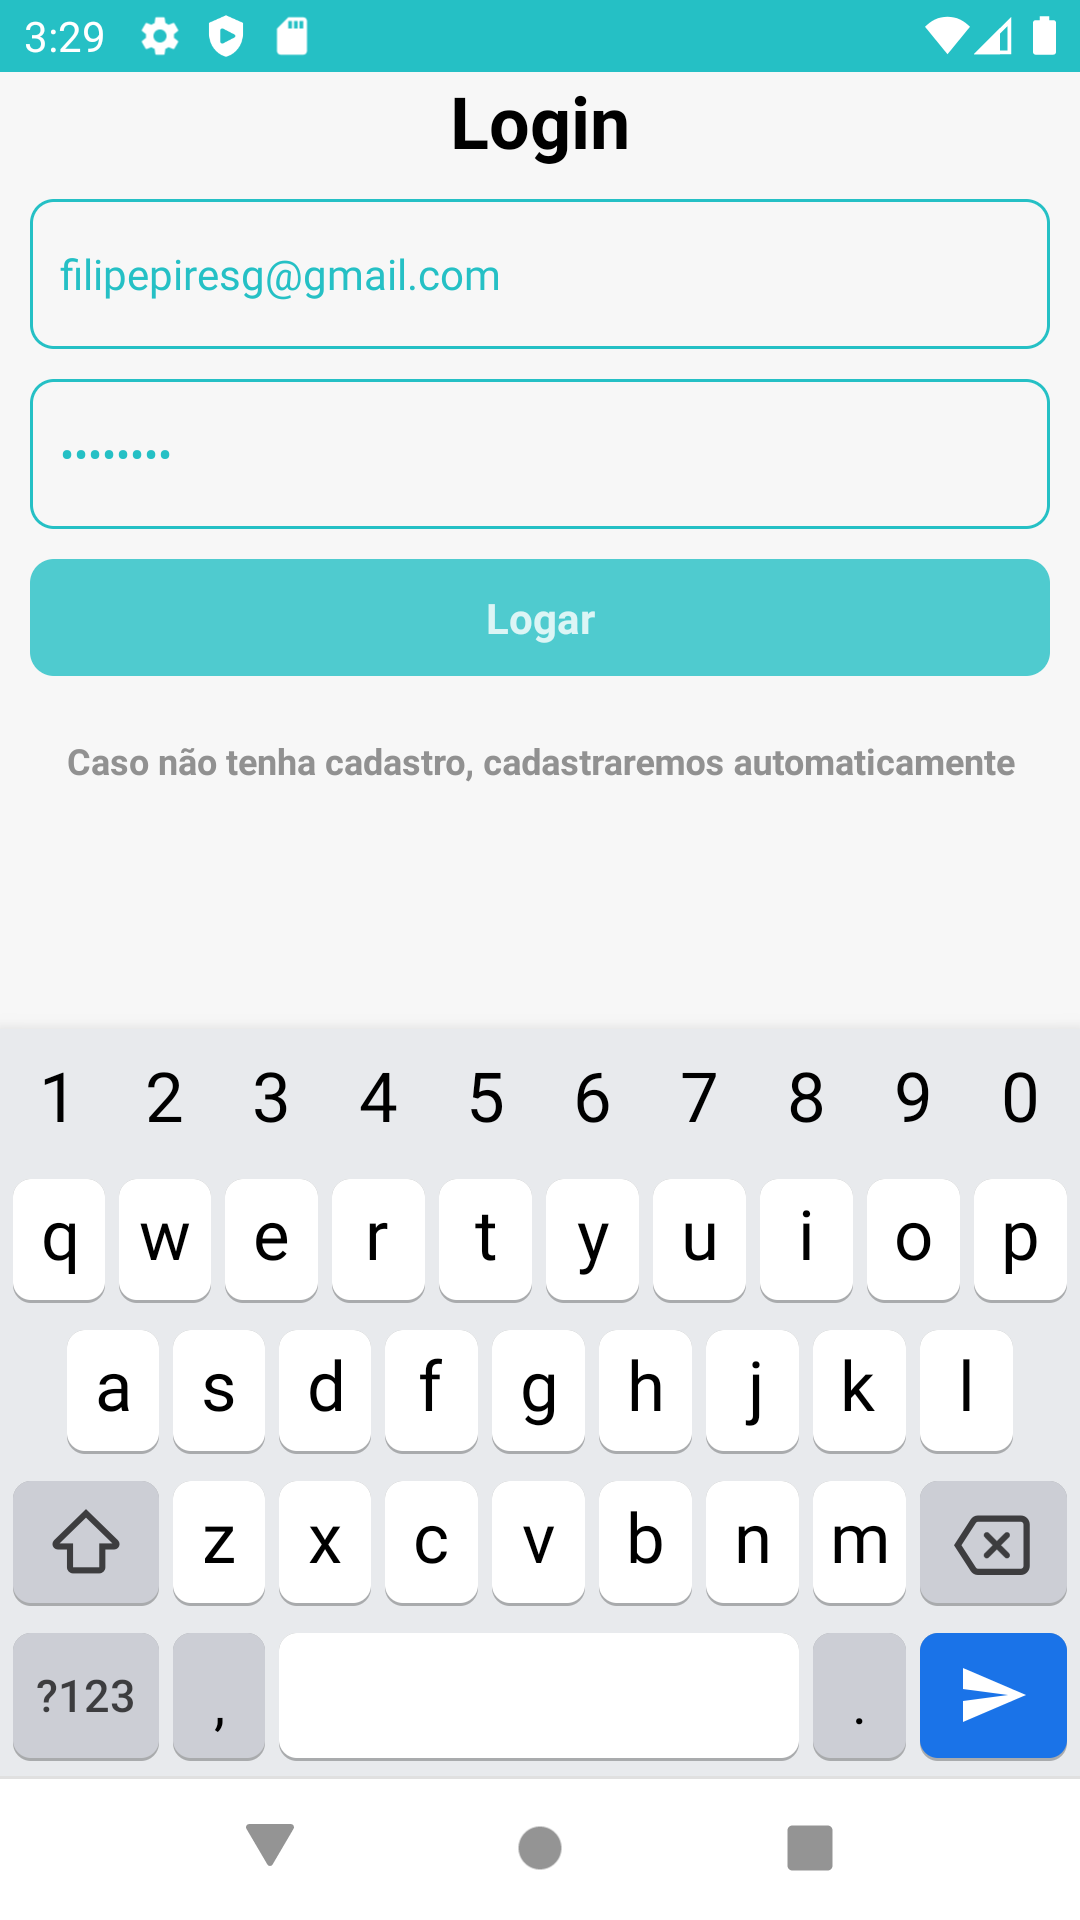 3:29
Login
filipepiresg@gmail.com
••••••••
Logar
Caso não tenha cadastro, cadastraremos automaticamente
1 2 3 4 5 6 7 8 9 0
q w e r t y u i o p
a s d f g h j k l
z x c v b n m
?123 , .